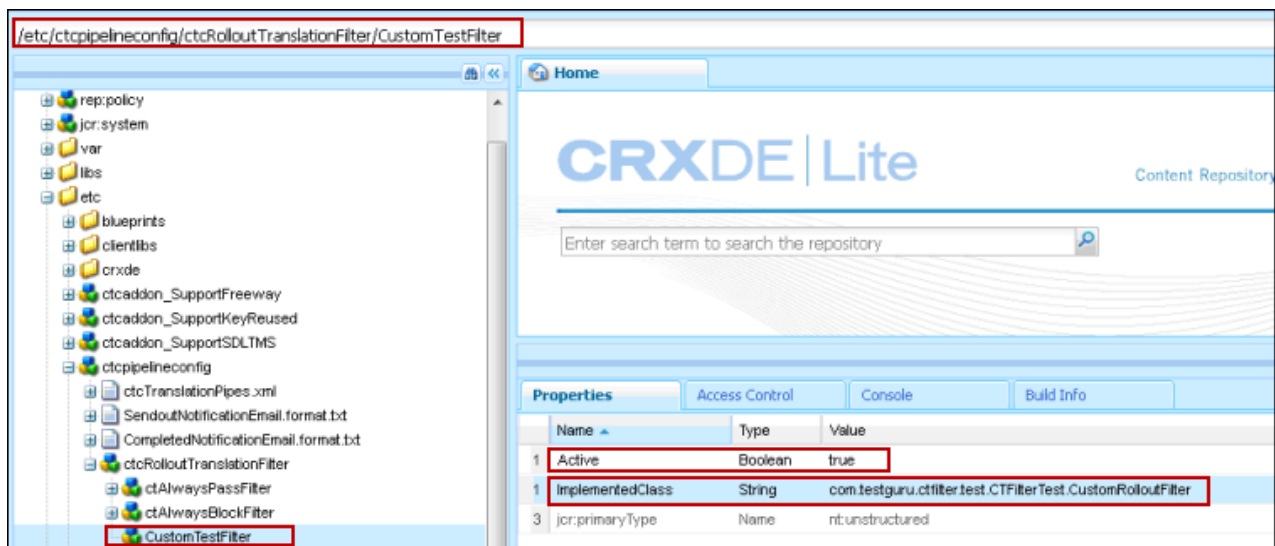 /etc/ctcpipelineconfig/ctcRolloutTranslationFilter/CustomTestFilter
rep:policy
jcr:system
var
libs
etc
blueprints
clientlibs
crxde
ctcaddon_SupportFreeway
ctcaddon_SupportKeyReused
ctcaddon_SupportSDLTMS
ctcpipelineconfig
ctcTranslationPipes.xml
SendoutNotificationEmail.format.txt
CompletedNotificationEmail.format.txt
ctcRolloutTranslationFilter
ctAlwaysPassFilter
ctAlwaysBlockFilter
CustomTestFilter
Home
CRXDE Lite
Content Repository
Enter search term to search the repository
Properties Access Control Console Build Info
Name Type Value
1 Active Boolean true
1 ImplementedClass String com.testguru.ctfilter.test.CTFilterTest.CustomRolloutFilter
3 jcr:primaryType Name nt:unstructured